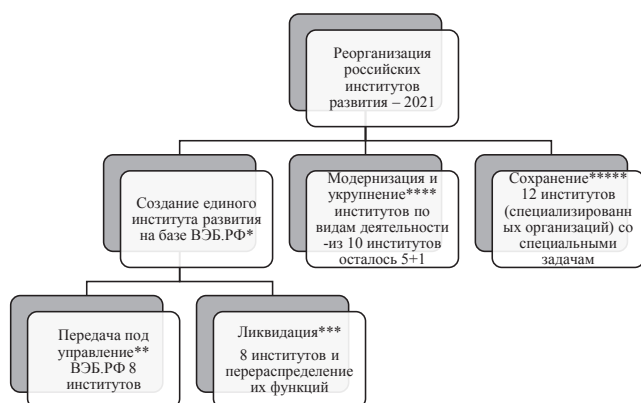 Реорганизация
российских
институтов
развития – 2021
Создание единого
института развития
на базе ВЭБ.РФ*
Модернизация и
укрупнение****
институтов по
видам деятельности
-из 10 институтов
осталось 5+1
Сохранение*****
12 институтов
(специализированн
ых организаций) со
специальными
задачам
Передача под
управление**
ВЭБ.РФ 8
институтов
Ликвидация***
8 институтов и
перераспределение
их функций